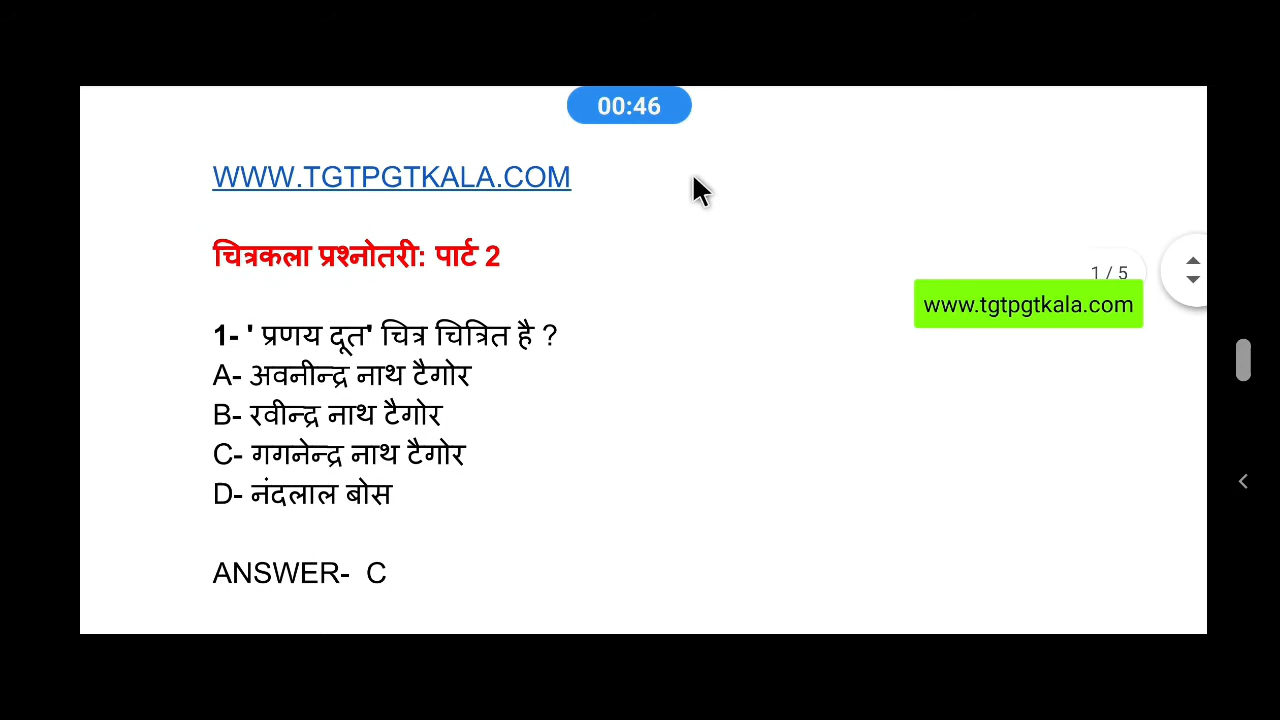 00:46
WWW.TGTPGTKALA.COM
चित्रकला प्रश्नोतरी: पार्ट 2
1 / 5
www.tgtpgtkala.com
1- ' प्रणय दूत' चित्र चित्रित है ?
A- अवनीन्द्र नाथ टैगोर
B- रवीन्द्र नाथ टैगोर
C- गगनेन्द्र नाथ टैगोर
D- नंदलाल बोस
ANSWER-  C